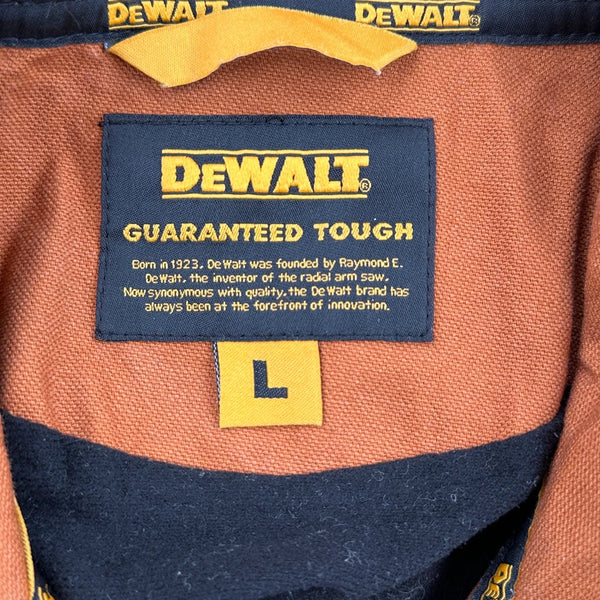 DEWALT DEWALT®
DEWALT®
GUARANTEED TOUGH
Born in 1923, DeWalt was founded by Raymond E.
DeWalt, the inventor of the radial arm saw.
Now synonymous with quality, the DeWalt brand has
always been at the forefront of innovation.
L